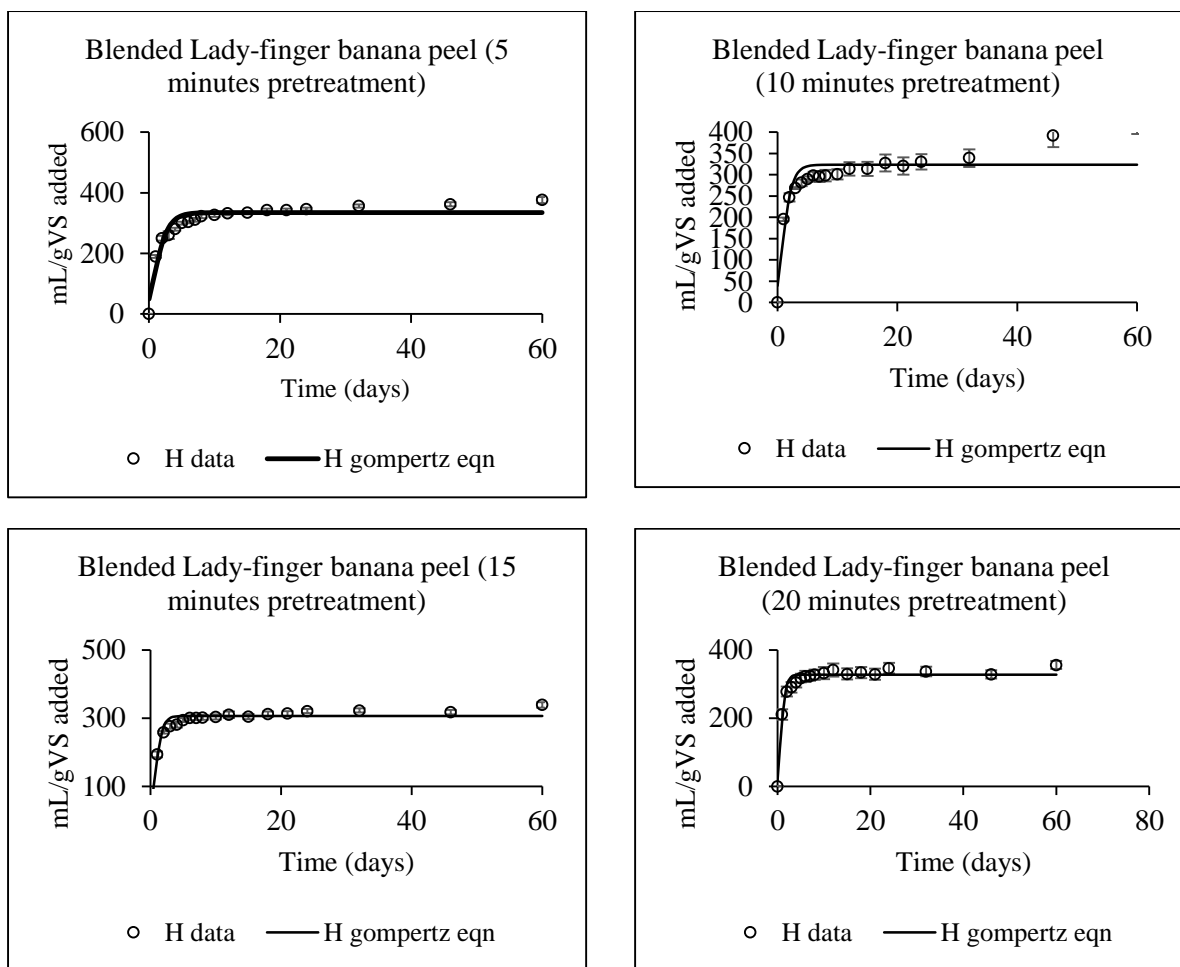 Blended Lady-finger banana peel (5
minutes pretreatment)
600
400
200
0
mL/gVS added
0 20 40 60
Time (days)
H data H gompertz eqn
Blended Lady-finger banana peel
(10 minutes pretreatment)
400
350
300
250
200
150
100
50
0
mL/gVS added
0 20 40 60
Time (days)
H data H gompertz eqn
Blended Lady-finger banana peel (15
minutes pretreatment)
500
300
100
mL/gVS added
0 20 40 60
Time (days)
H data H gompertz eqn
Blended Lady-finger banana peel
(20 minutes pretreatment)
400
200
0
mL/gVS added
0 20 40 60 80
Time (days)
H data H gompertz eqn